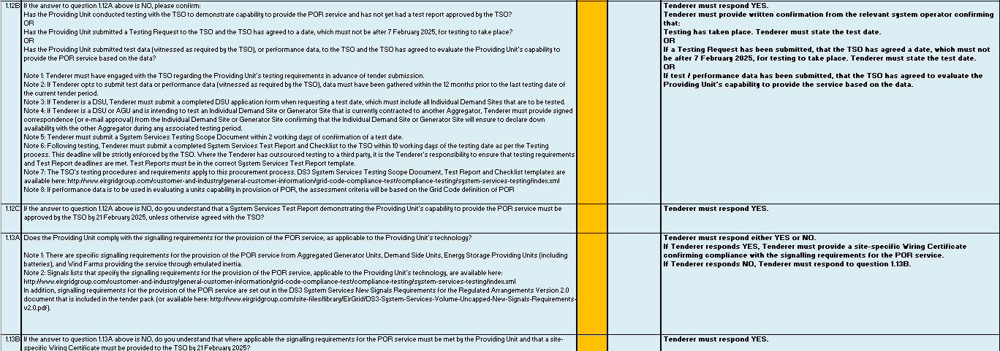 1.12B
If the answer to question 1.12A above is NO, please confirm:
Has the Providing Unit conducted testing with the TSO to demonstrate capability to provide the POR service and has not yet had a test report approved by the TSO?
OR
Has the Providing Unit submitted a Testing Request to the TSO and the TSO has agreed to a date, which must not be after 7 February 2025, for testing to take place?
OR
Has the Providing Unit submitted test data (witnessed as required by the TSO), or performance data, to the TSO and the TSO has agreed to evaluate the Providing Unit's capability to
provide the POR service based on the data?
Note 1: Tenderer must have engaged with the TSO regarding the Providing Unit's testing requirements in advance of tender submission.
Note 2: If Tenderer opts to submit test data or performance data (witnessed as required by the TSO), data must have been gathered within the 12 months prior to the last testing date of
the current tender period.
Note 3: If Tenderer is a DSU, Tenderer must submit a completed DSU application form when requesting a test date, which must include all Individual Demand Sites that are to be tested.
Note 4: If Tenderer is a DSU or AGU and is intending to test an Individual Demand Site or Generator Site that is currently contracted to another Aggregator, Tenderer must provide signed
correspondence (or e-mail approval) from the Individual Demand Site or Generator Site confirming that the Individual Demand Site or Generator Site will ensure to declare down
availability with the other Aggregator during any associated testing period.
Note 5: Tenderer must submit a System Services Testing Scope Document within 2 working days of confirmation of a test date.
Note 6: Following testing, Tenderer must submit a completed System Services Test Report and Checklist to the TSO within 10 working days of the testing date as per the Testing
process. This deadline will be strictly enforced by the TSO. Where the Tenderer has outsourced testing to a third party, it is the Tenderer's responsibility to ensure that testing requirements
and Test Report deadlines are met. Test Reports must be in the correct System Services Test Report template.
Note 7: The TSO's testing procedures and requirements apply to this procurement process. DS3 System Services Testing Scope Document, Test Report and Checklist templates are
available here: http://www.eirgridgroup.com/customer-and-industry/general-customer-information/grid-code-compliance-test/compliance-testing/system-services-testing/index.xml
Note 8: If performance data is to be used in evaluating a units capability in provision of POR, the assessment criteria will be based on the Grid Code definition of POR
Tenderer must respond YES.
Tenderer must provide written confirmation from the relevant system operator confirming
that:
Testing has taken place. Tenderer must state the test date.
OR
If a Testing Request has been submitted, that the TSO has agreed a date, which must not
be after 7 February 2025, for testing to take place. Tenderer must state the test date.
OR
If test / performance data has been submitted, that the TSO has agreed to evaluate the
Providing Unit's capability to provide the service based on the data.
1.12C
If the answer to question 1.12A above is NO, do you understand that a System Services Test Report demonstrating the Providing Unit's capability to provide the POR service must be
approved by the TSO by 21 February 2025, unless otherwise agreed with the TSO?
Tenderer must respond YES.
1.13A
Does the Providing Unit comply with the signalling requirements for the provision of the POR service, as applicable to the Providing Unit's technology?
Note 1: There are specific signalling requirements for the provision of the POR service from Aggregated Generator Units, Demand Side Units, Energy Storage Providing Units (including
batteries), and Wind Farms providing the service through emulated inertia.
Note 2: Signals lists that specify the signalling requirements for the provision of the POR service, applicable to the Providing Unit's technology, are available here:
http://www.eirgridgroup.com/customer-and-industry/general-customer-information/grid-code-compliance-test/compliance-testing/system-services-testing/index.xml
In addition, signalling requirements for the provision of the POR service are set out in the DS3 System Services New Signals Requirements for the Regulated Arrangements Version 2.0
document that is included in the tender pack (or available here: http://www.eirgridgroup.com/site-files/library/EirGrid/DS3-System-Services-Volume-Uncapped-New-Signals-Requirements-
v2.0.pdf).
Tenderer must respond either YES or NO.
If Tenderer responds YES, Tenderer must provide a site-specific Wiring Certificate
confirming compliance with the signalling requirements for the POR service.
If Tenderer responds NO, Tenderer must respond to question 1.13B.
1.13B
If the answer to question 1.13A above is NO, do you understand that where applicable the signalling requirements for the POR service must be met by the Providing Unit and that a site-
specific Wiring Certificate must be provided to the TSO by 21 February 2025?
Tenderer must respond YES.